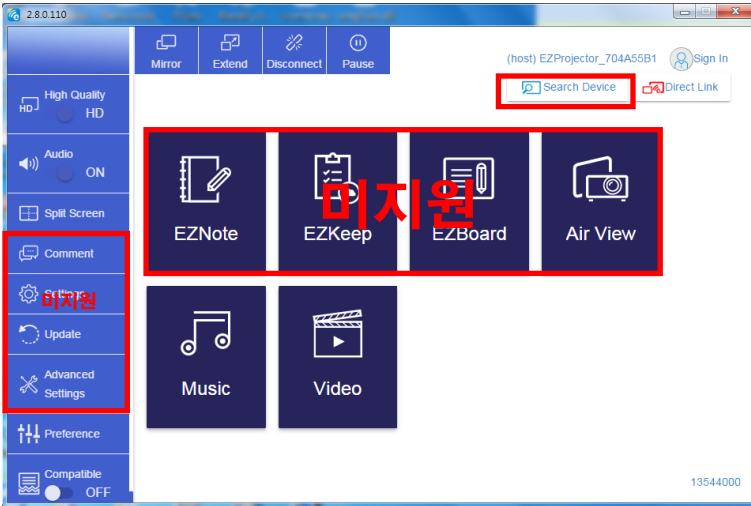 2.8.0.110
Mirror
Extend
Disconnect
Pause
(host) EZProjector_704A55B1
Sign In
Search Device
Direct Link
High Quality
HD
HD
Audio
ON
Split Screen
Comment
Settings
미지원
Update
Advanced
Settings
Preference
Compatible
OFF
EZNote
EZKeep
EZBoard
Air View
미지원
Music
Video
13544000